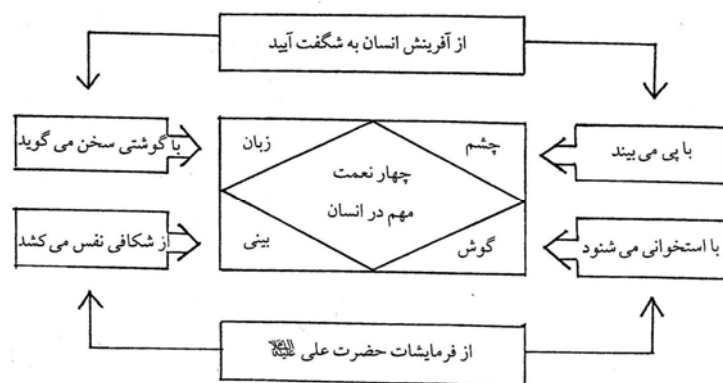 از آفرینش انسان به شگفت آیید
با پی می بیند
چشم
زبان
با گوشتی سخن می گوید
چهار نعمت
مهم در انسان
با استخوانی می شنود
گوش
بینی
از شکافی نفس می کشد
از فرمایشات حضرت علی علیه‌السلام